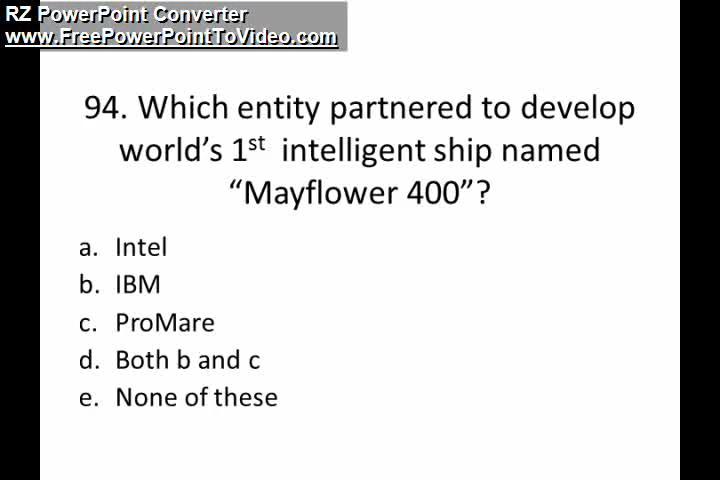 RZ PowerPoint Converter
www.FreePowerPointToVideo.com
94. Which entity partnered to develop
world’s 1st intelligent ship named
“Mayflower 400”?
a. Intel
b. IBM
c. ProMare
d. Both b and c
e. None of these